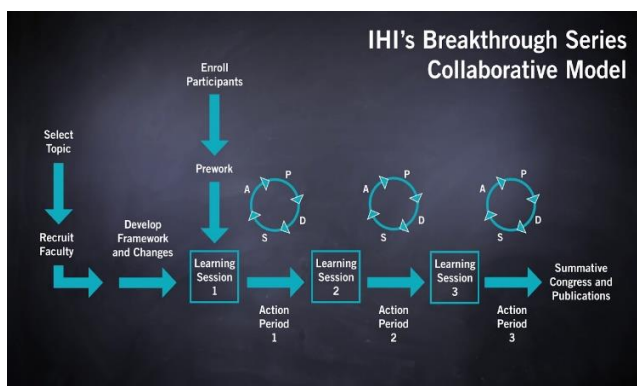 IHI's Breakthrough Series
Collaborative Model
Enroll
Participants
Select
Topic
Prework
P
A
D
S
P
A
D
S
P
A
D
S
Recruit
Faculty
Develop
Framework
and Changes
Learning
Session
1
Learning
Session
2
Learning
Session
3
Summative
Congress and
Publications
Action
Period
1
Action
Period
2
Action
Period
3